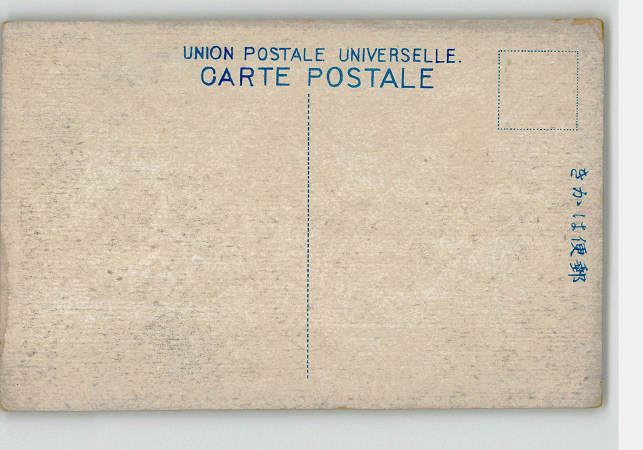 UNION POSTALE UNIVERSELLE.
CARTE POSTALE
郵便はかき